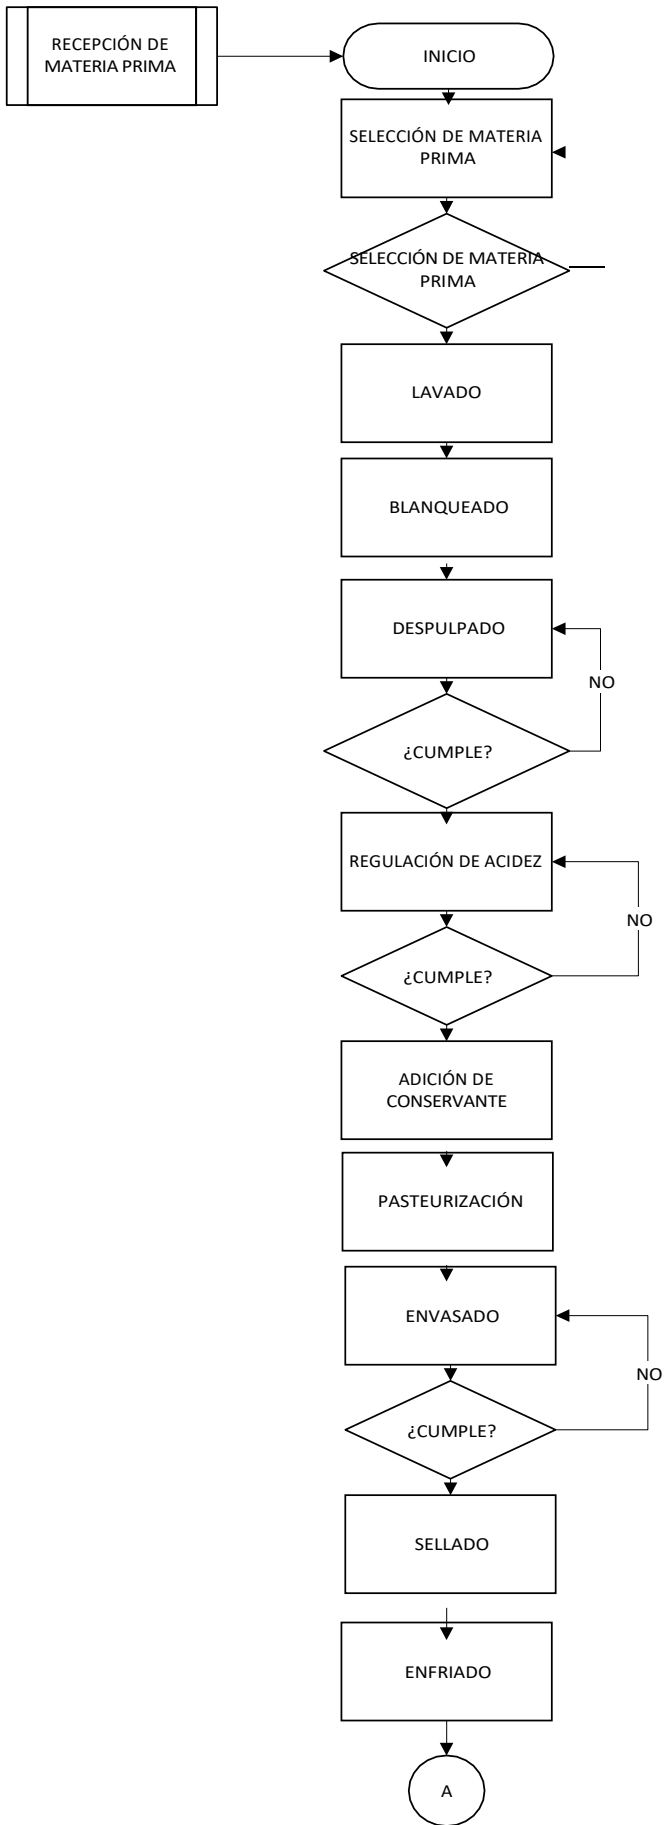 RECEPCIÓN DE
MATERIA PRIMA
INICIO
SELECCIÓN DE MATERIA
PRIMA
SELECCIÓN DE MATERIA
PRIMA
LAVADO
BLANQUEADO
DESPULPADO
NO
¿CUMPLE?
REGULACIÓN DE ACIDEZ
NO
¿CUMPLE?
ADICIÓN DE
CONSERVANTE
PASTEURIZACIÓN
ENVASADO
NO
¿CUMPLE?
SELLADO
ENFRIADO
A